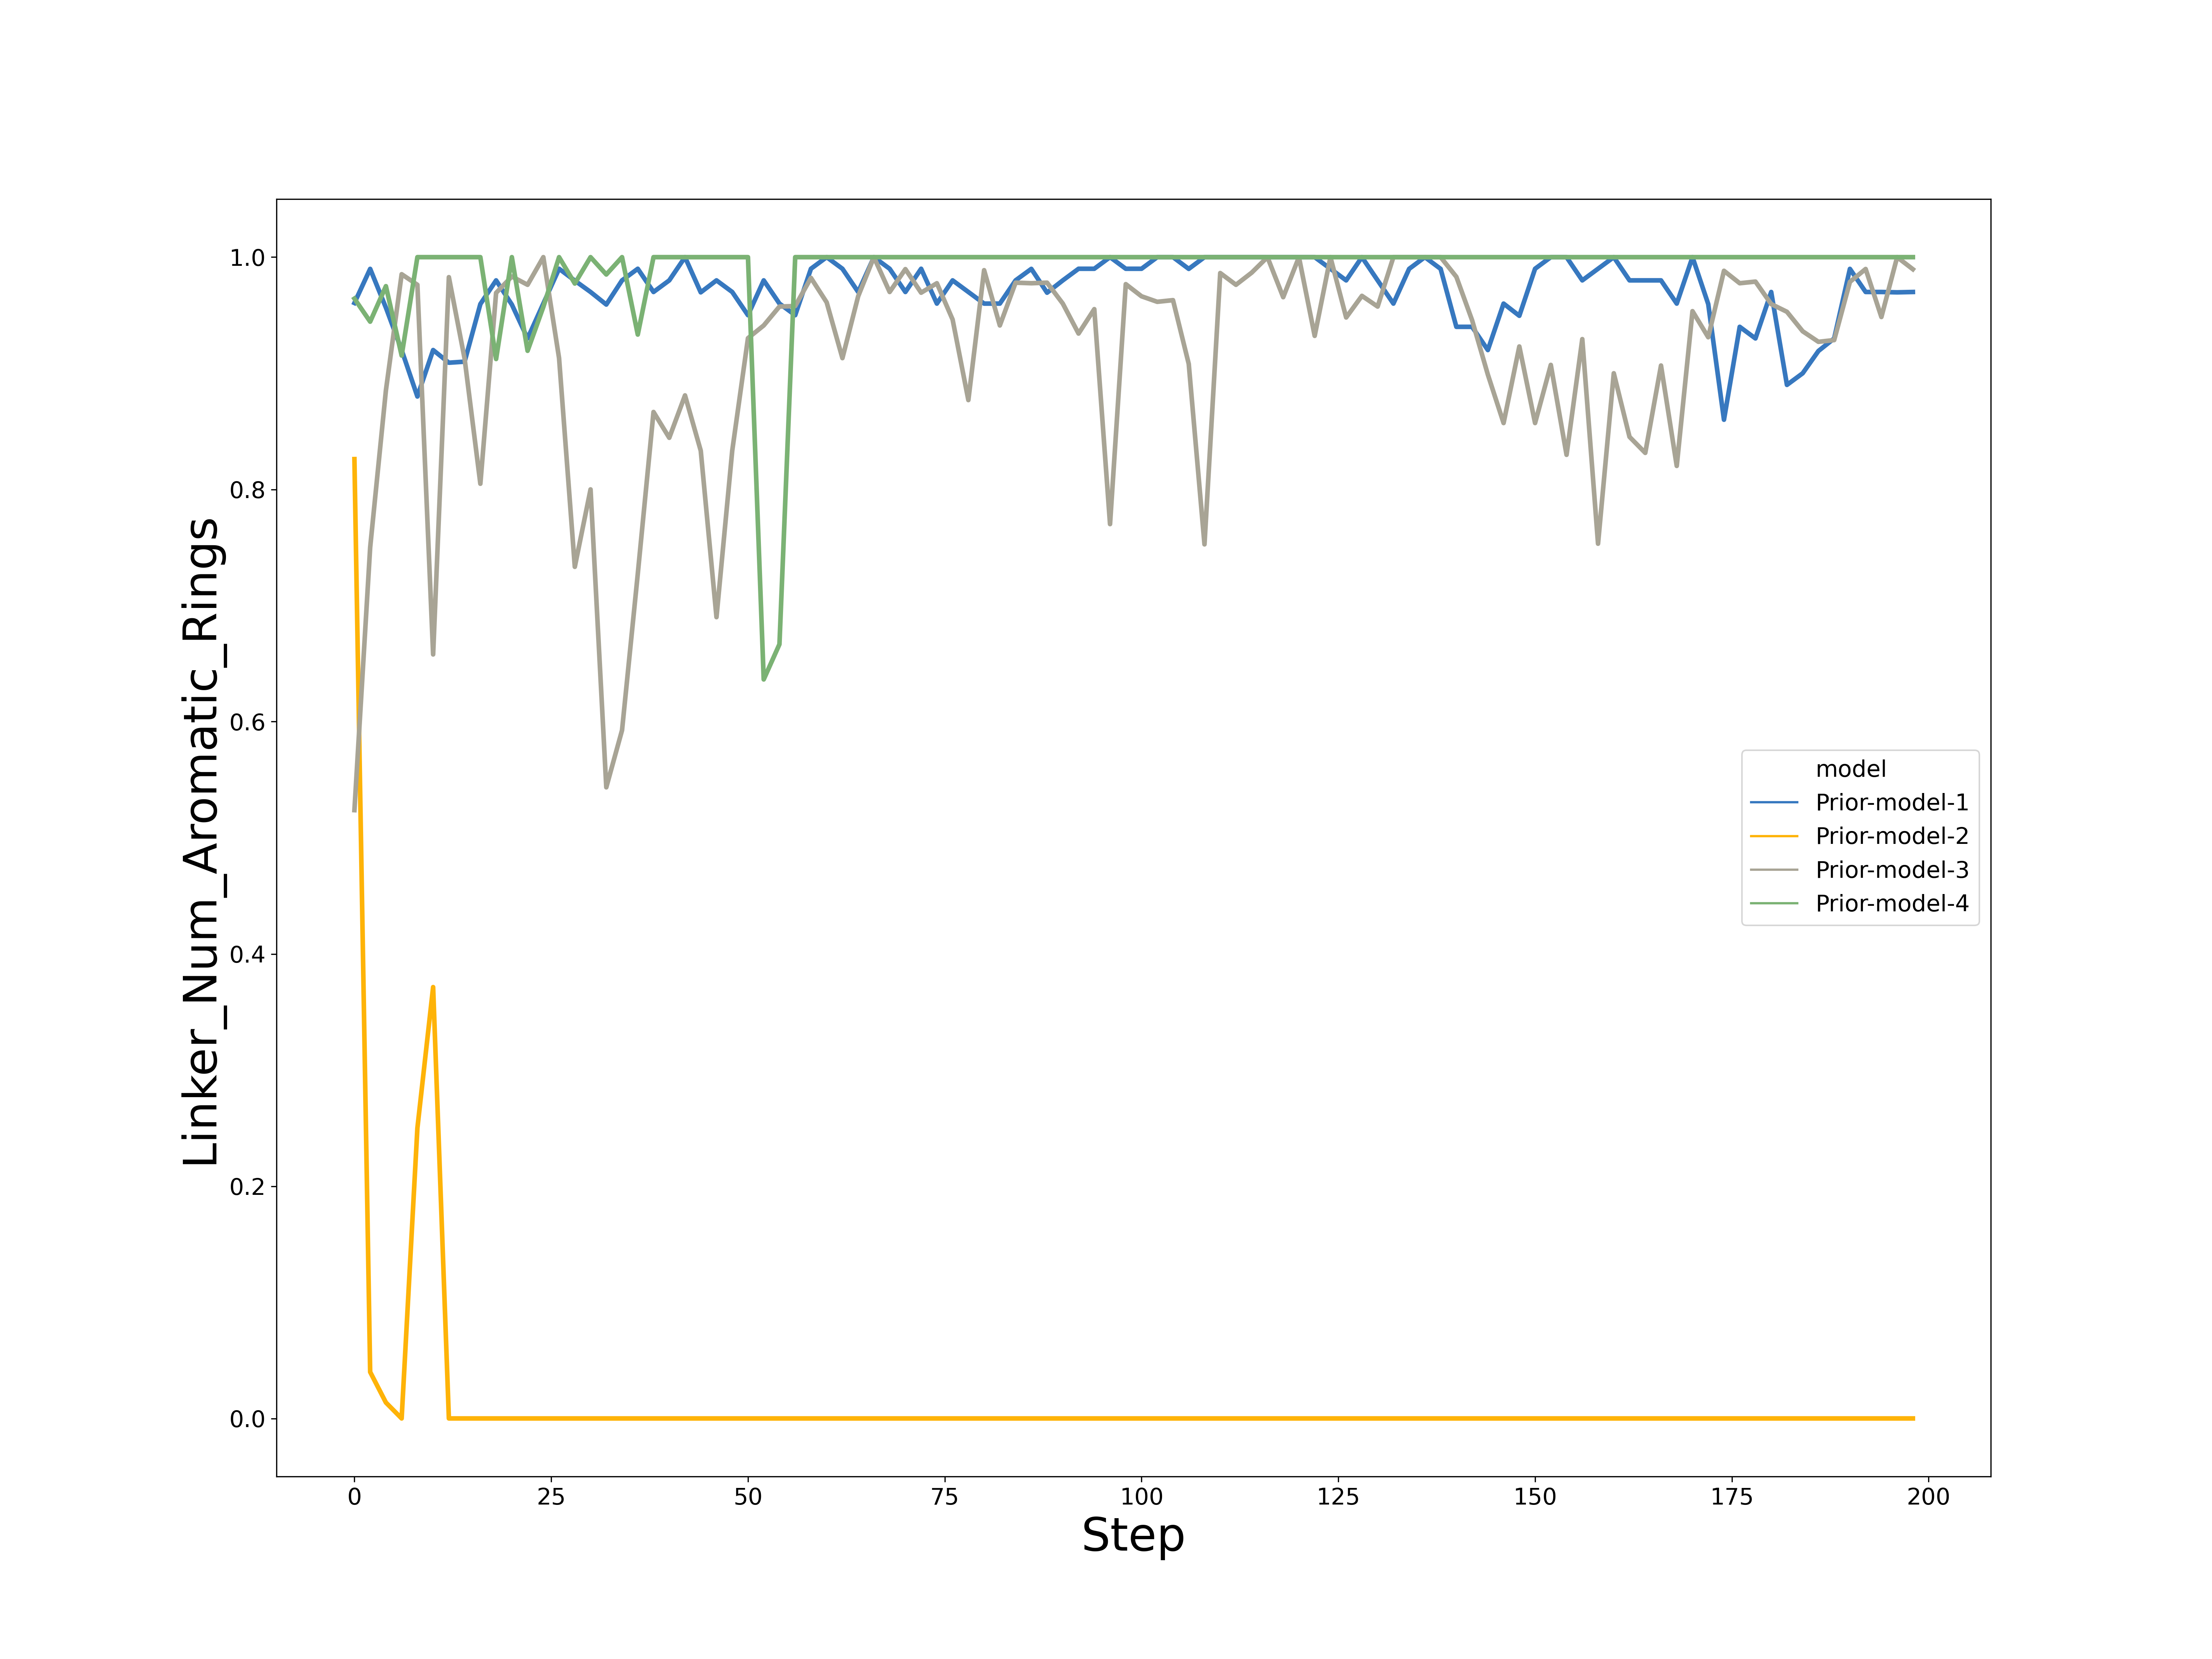 Linker_Num_Aromatic_Rings
1.0
0.8
0.6
0.4
0.2
0.0
0 25 50 75 100 125 150 175 200
Step
model
Prior-model-1
Prior-model-2
Prior-model-3
Prior-model-4